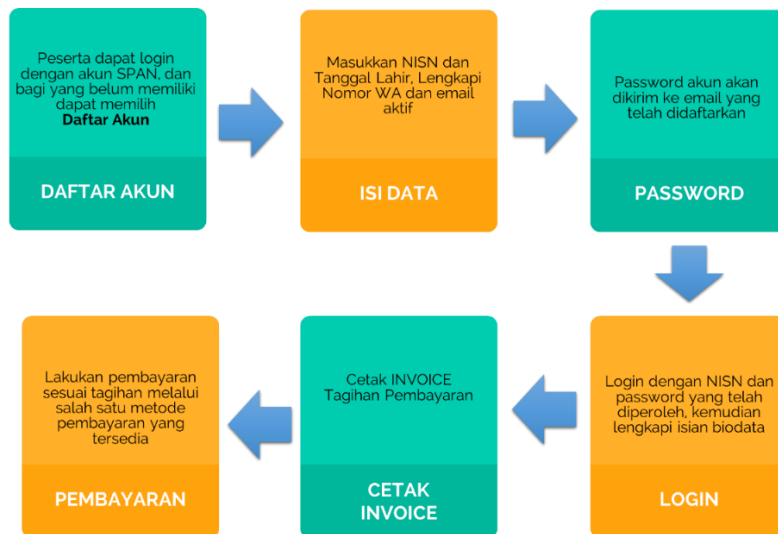 Peserta dapat login
dengan akun SPAN, dan
bagi yang belum memiliki
dapat memilih
Daftar Akun
DAFTAR AKUN
Masukkan NISN dan
Tanggal Lahir, Lengkapi
Nomor WA dan email
aktif
ISI DATA
Password akun akan
dikirim ke email yang
telah didaftarkan
PASSWORD
Login dengan NISN dan
password yang telah
diperoleh, kemudian
lengkapi isian biodata
LOGIN
Cetak INVOICE
Tagihan Pembayaran
CETAK
INVOICE
Lakukan pembayaran
sesuai tagihan melalui
salah satu metode
pembayaran yang
tersedia
PEMBAYARAN